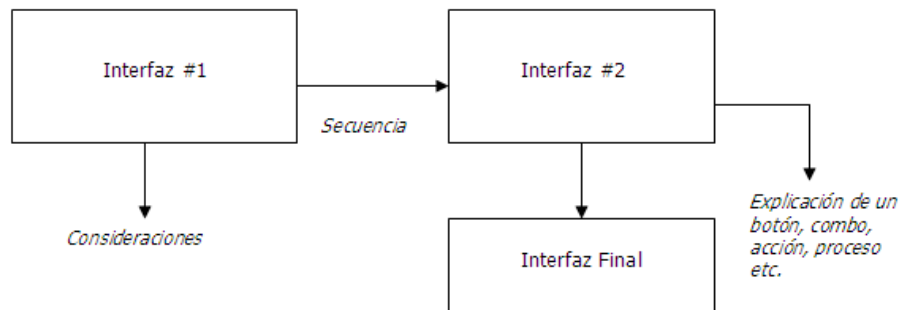 Interfaz #1
Interfaz #2
Secuencia
Consideraciones
Explicación de un
botón, combo,
acción, proceso
etc.
Interfaz Final